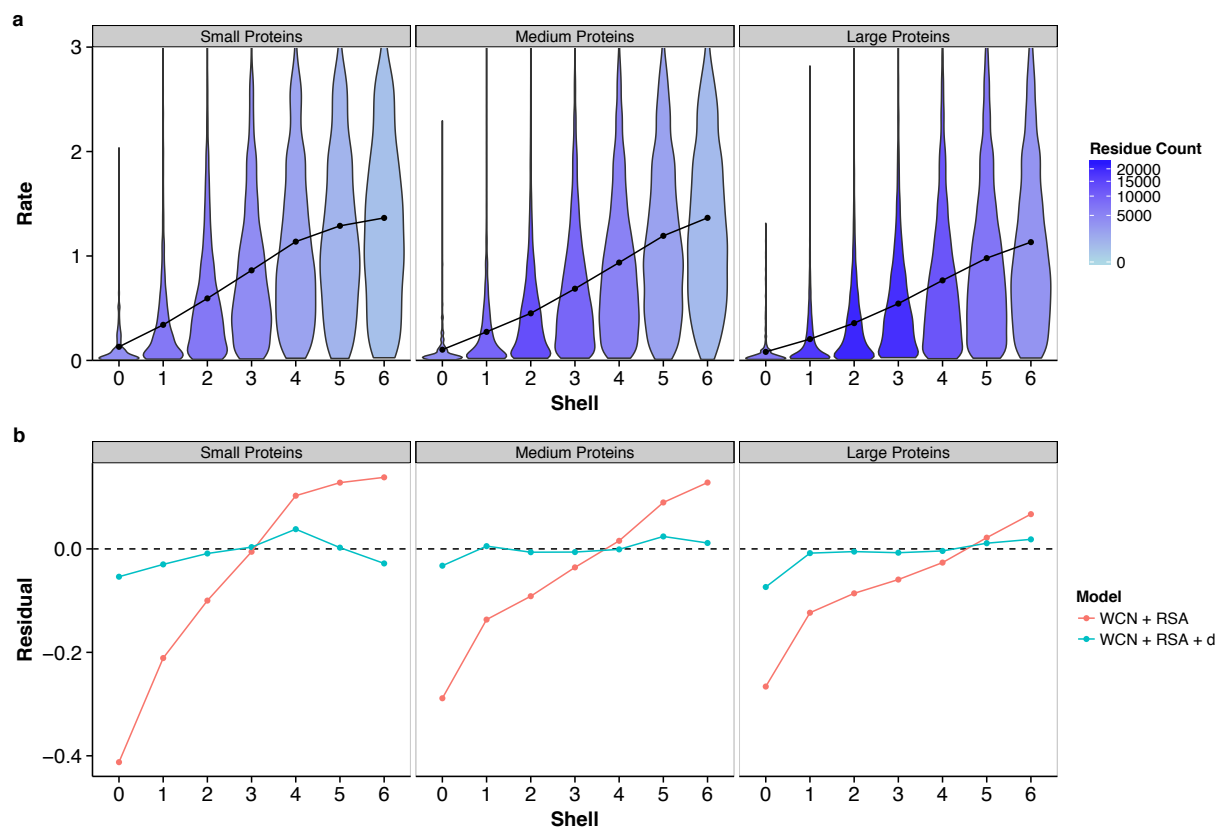 a
Small Proteins Medium Proteins Large Proteins
3
2
1
0
Rate
0 1 2 3 4 5 6 0 1 2 3 4 5 6 0 1 2 3 4 5 6
Shell
Residue Count
20000
15000
10000
5000
0
b
Small Proteins Medium Proteins Large Proteins
0.0
−0.2
−0.4
Residual
0 1 2 3 4 5 6 0 1 2 3 4 5 6 0 1 2 3 4 5 6
Shell
Model
WCN + RSA
WCN + RSA + d